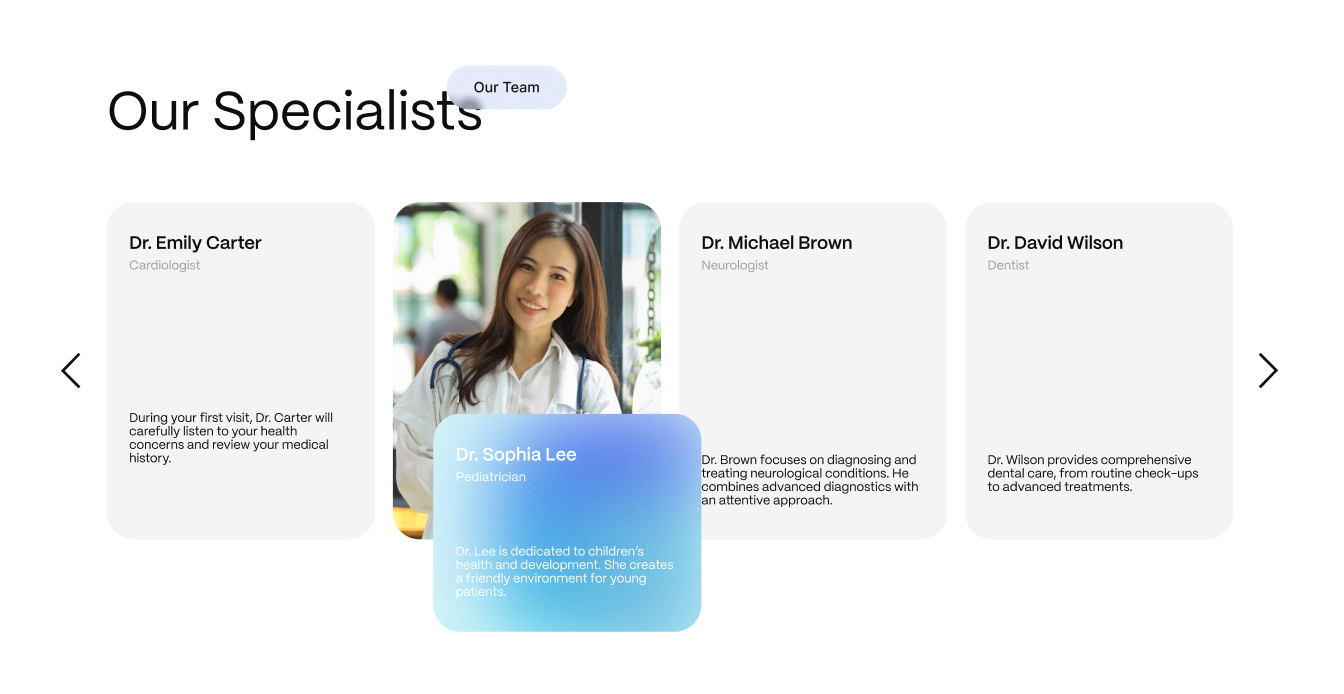 Our Team
Our Specialists
Dr. Emily Carter
Cardiologist
During your first visit, Dr. Carter will
carefully listen to your health
concerns and review your medical
history.
Dr. Sophia Lee
Pediatrician
Dr. Lee is dedicated to children’s
health and development. She creates
a friendly environment for young
patients.
Dr. Michael Brown
Neurologist
Dr. Brown focuses on diagnosing and
treating neurological conditions. He
combines advanced diagnostics with
an attentive approach.
Dr. David Wilson
Dentist
Dr. Wilson provides comprehensive
dental care, from routine check-ups
to advanced treatments.